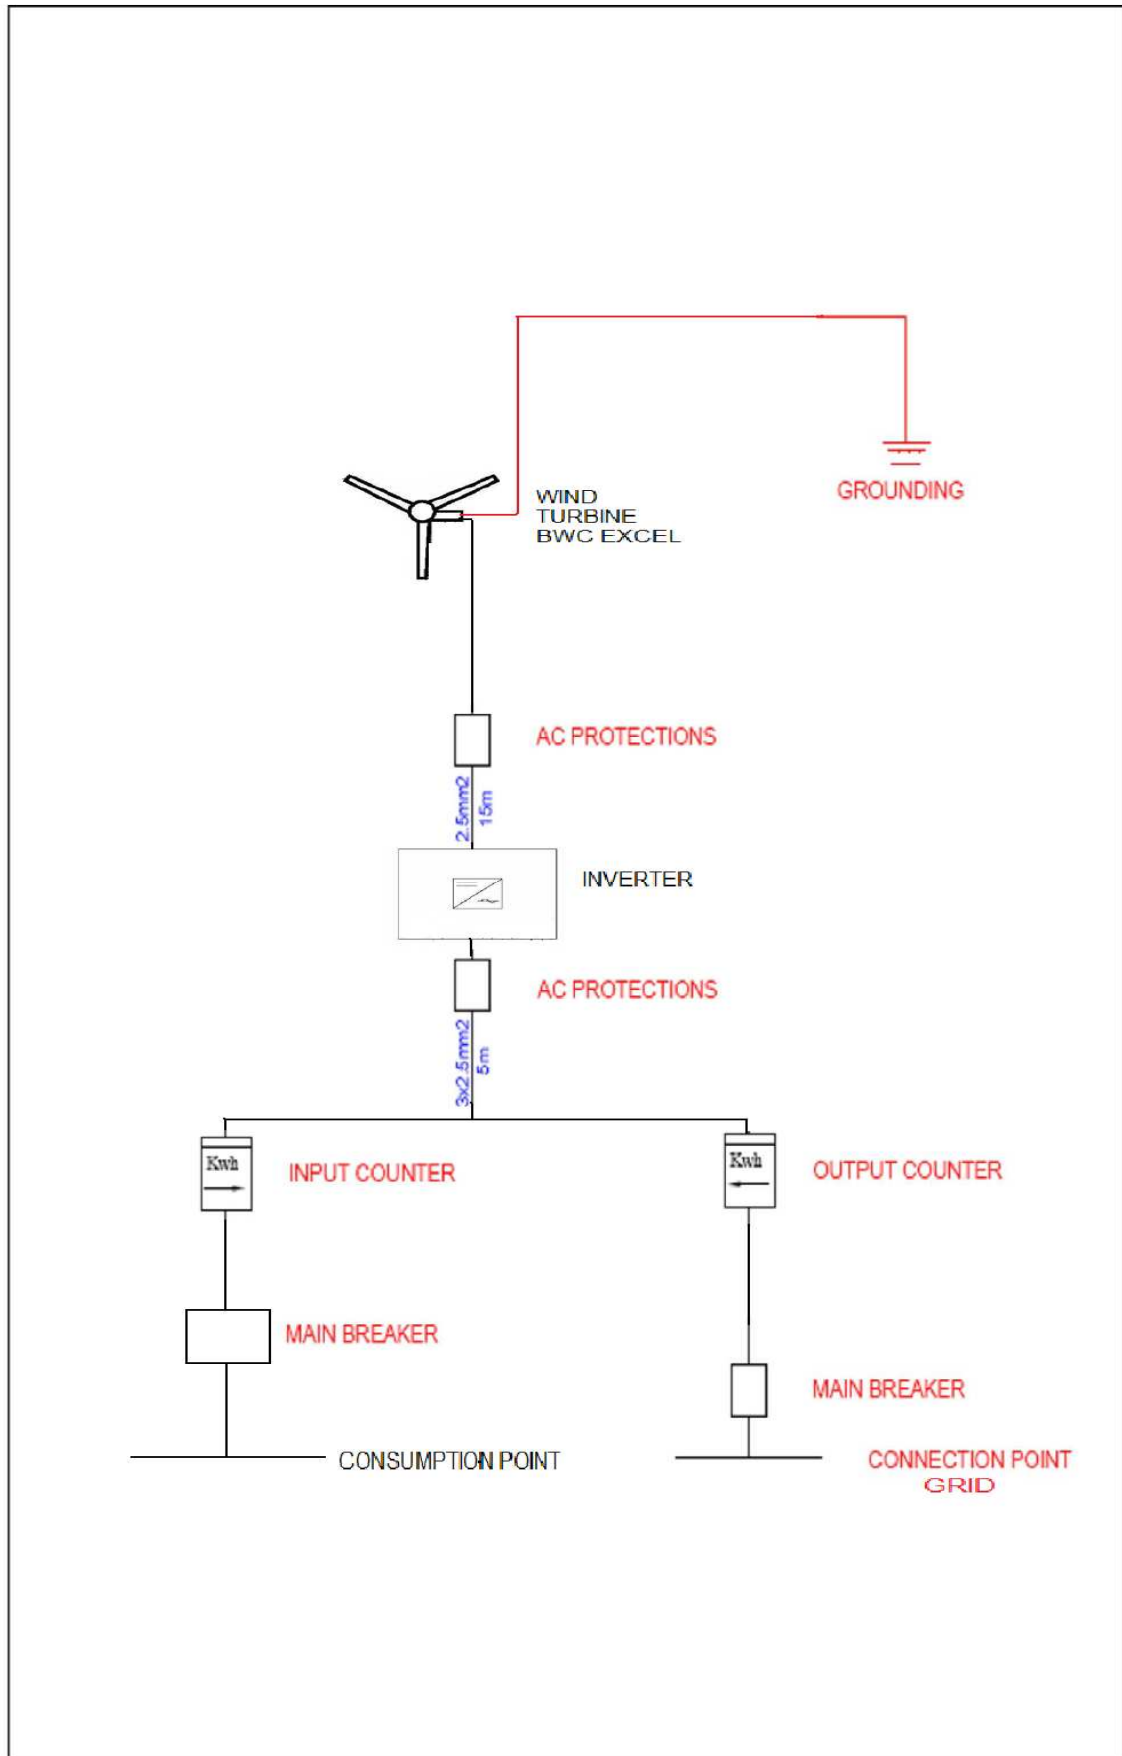 WIND
TURBINE
BWC EXCEL
GROUNDING
AC PROTECTIONS
2.5mm2
15m
INVERTER
AC PROTECTIONS
3x2.5mm2
5m
Kwh
INPUT COUNTER
Kwh
OUTPUT COUNTER
MAIN BREAKER
MAIN BREAKER
CONSUMPTION POINT
CONNECTION POINT
GRID